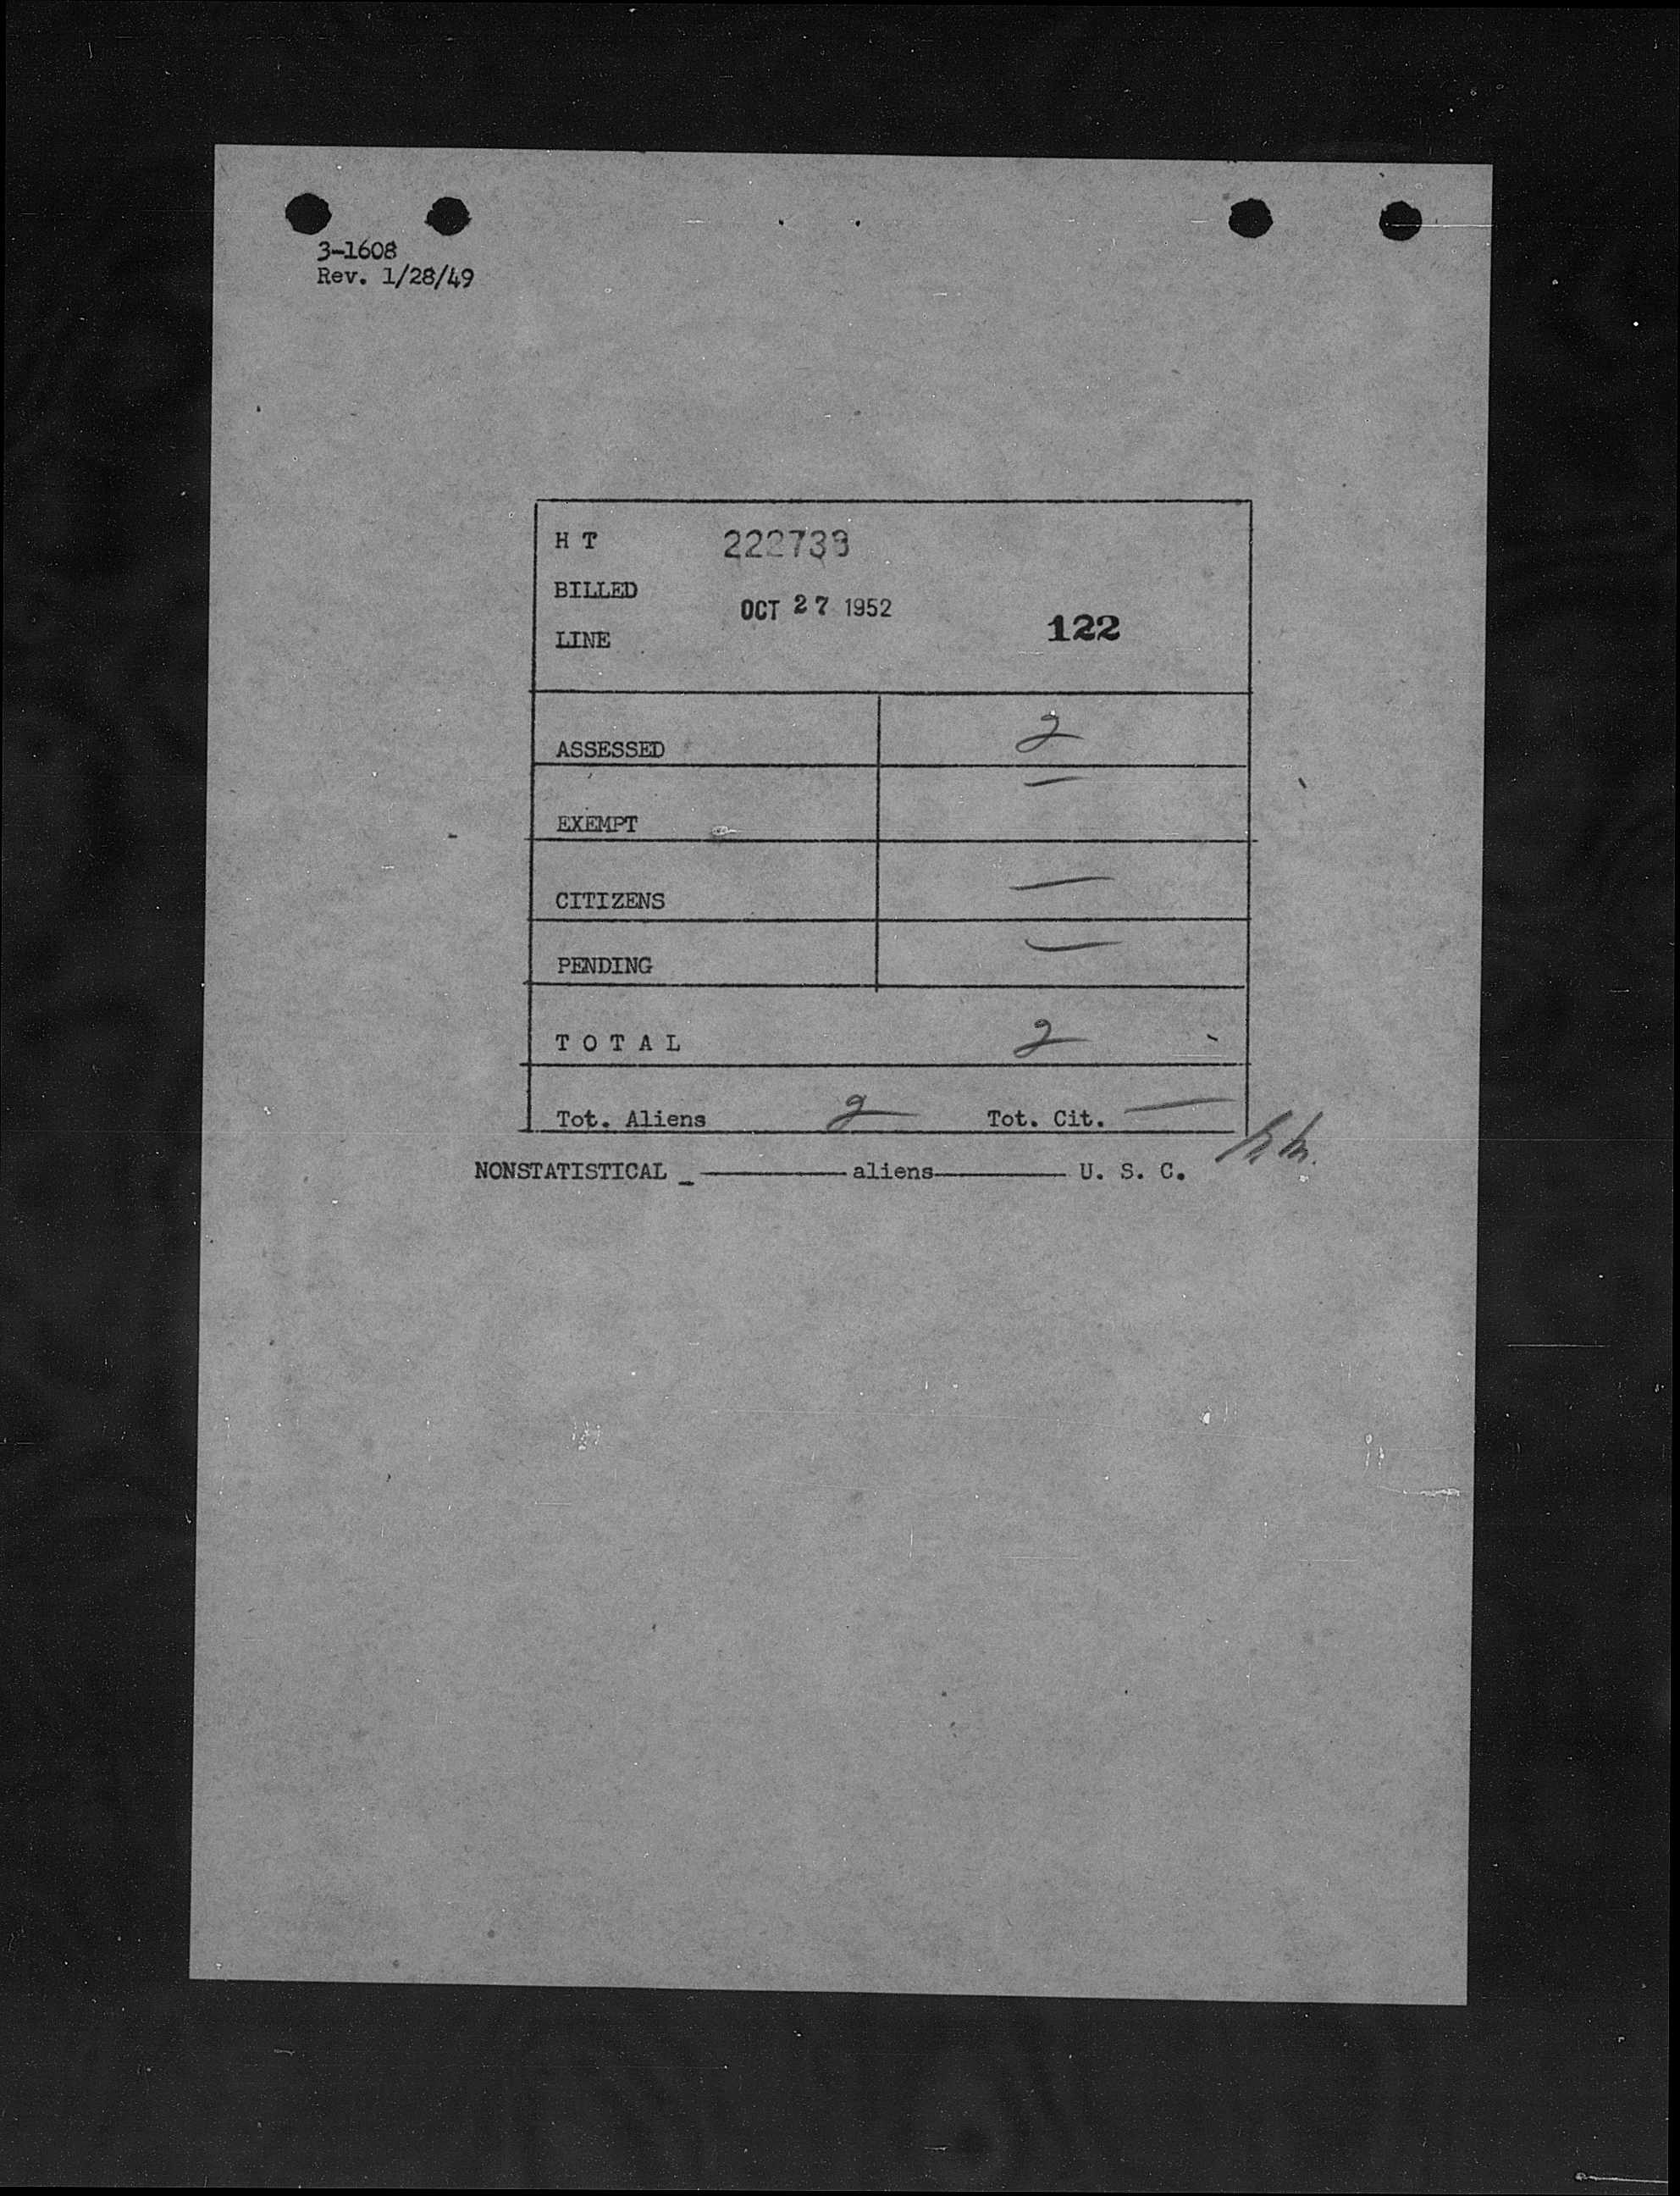 3-1608
Rev. 1/28/49
H T 222739
BILLED OCT 27 1952
LINE 122
ASSESSED 2
EXEMPT —
CITIZENS —
PENDING —
T O T A L 2
Tot. Aliens 2 Tot. Cit. —
NONSTATISTICAL _ ———— aliens———— U. S. C.